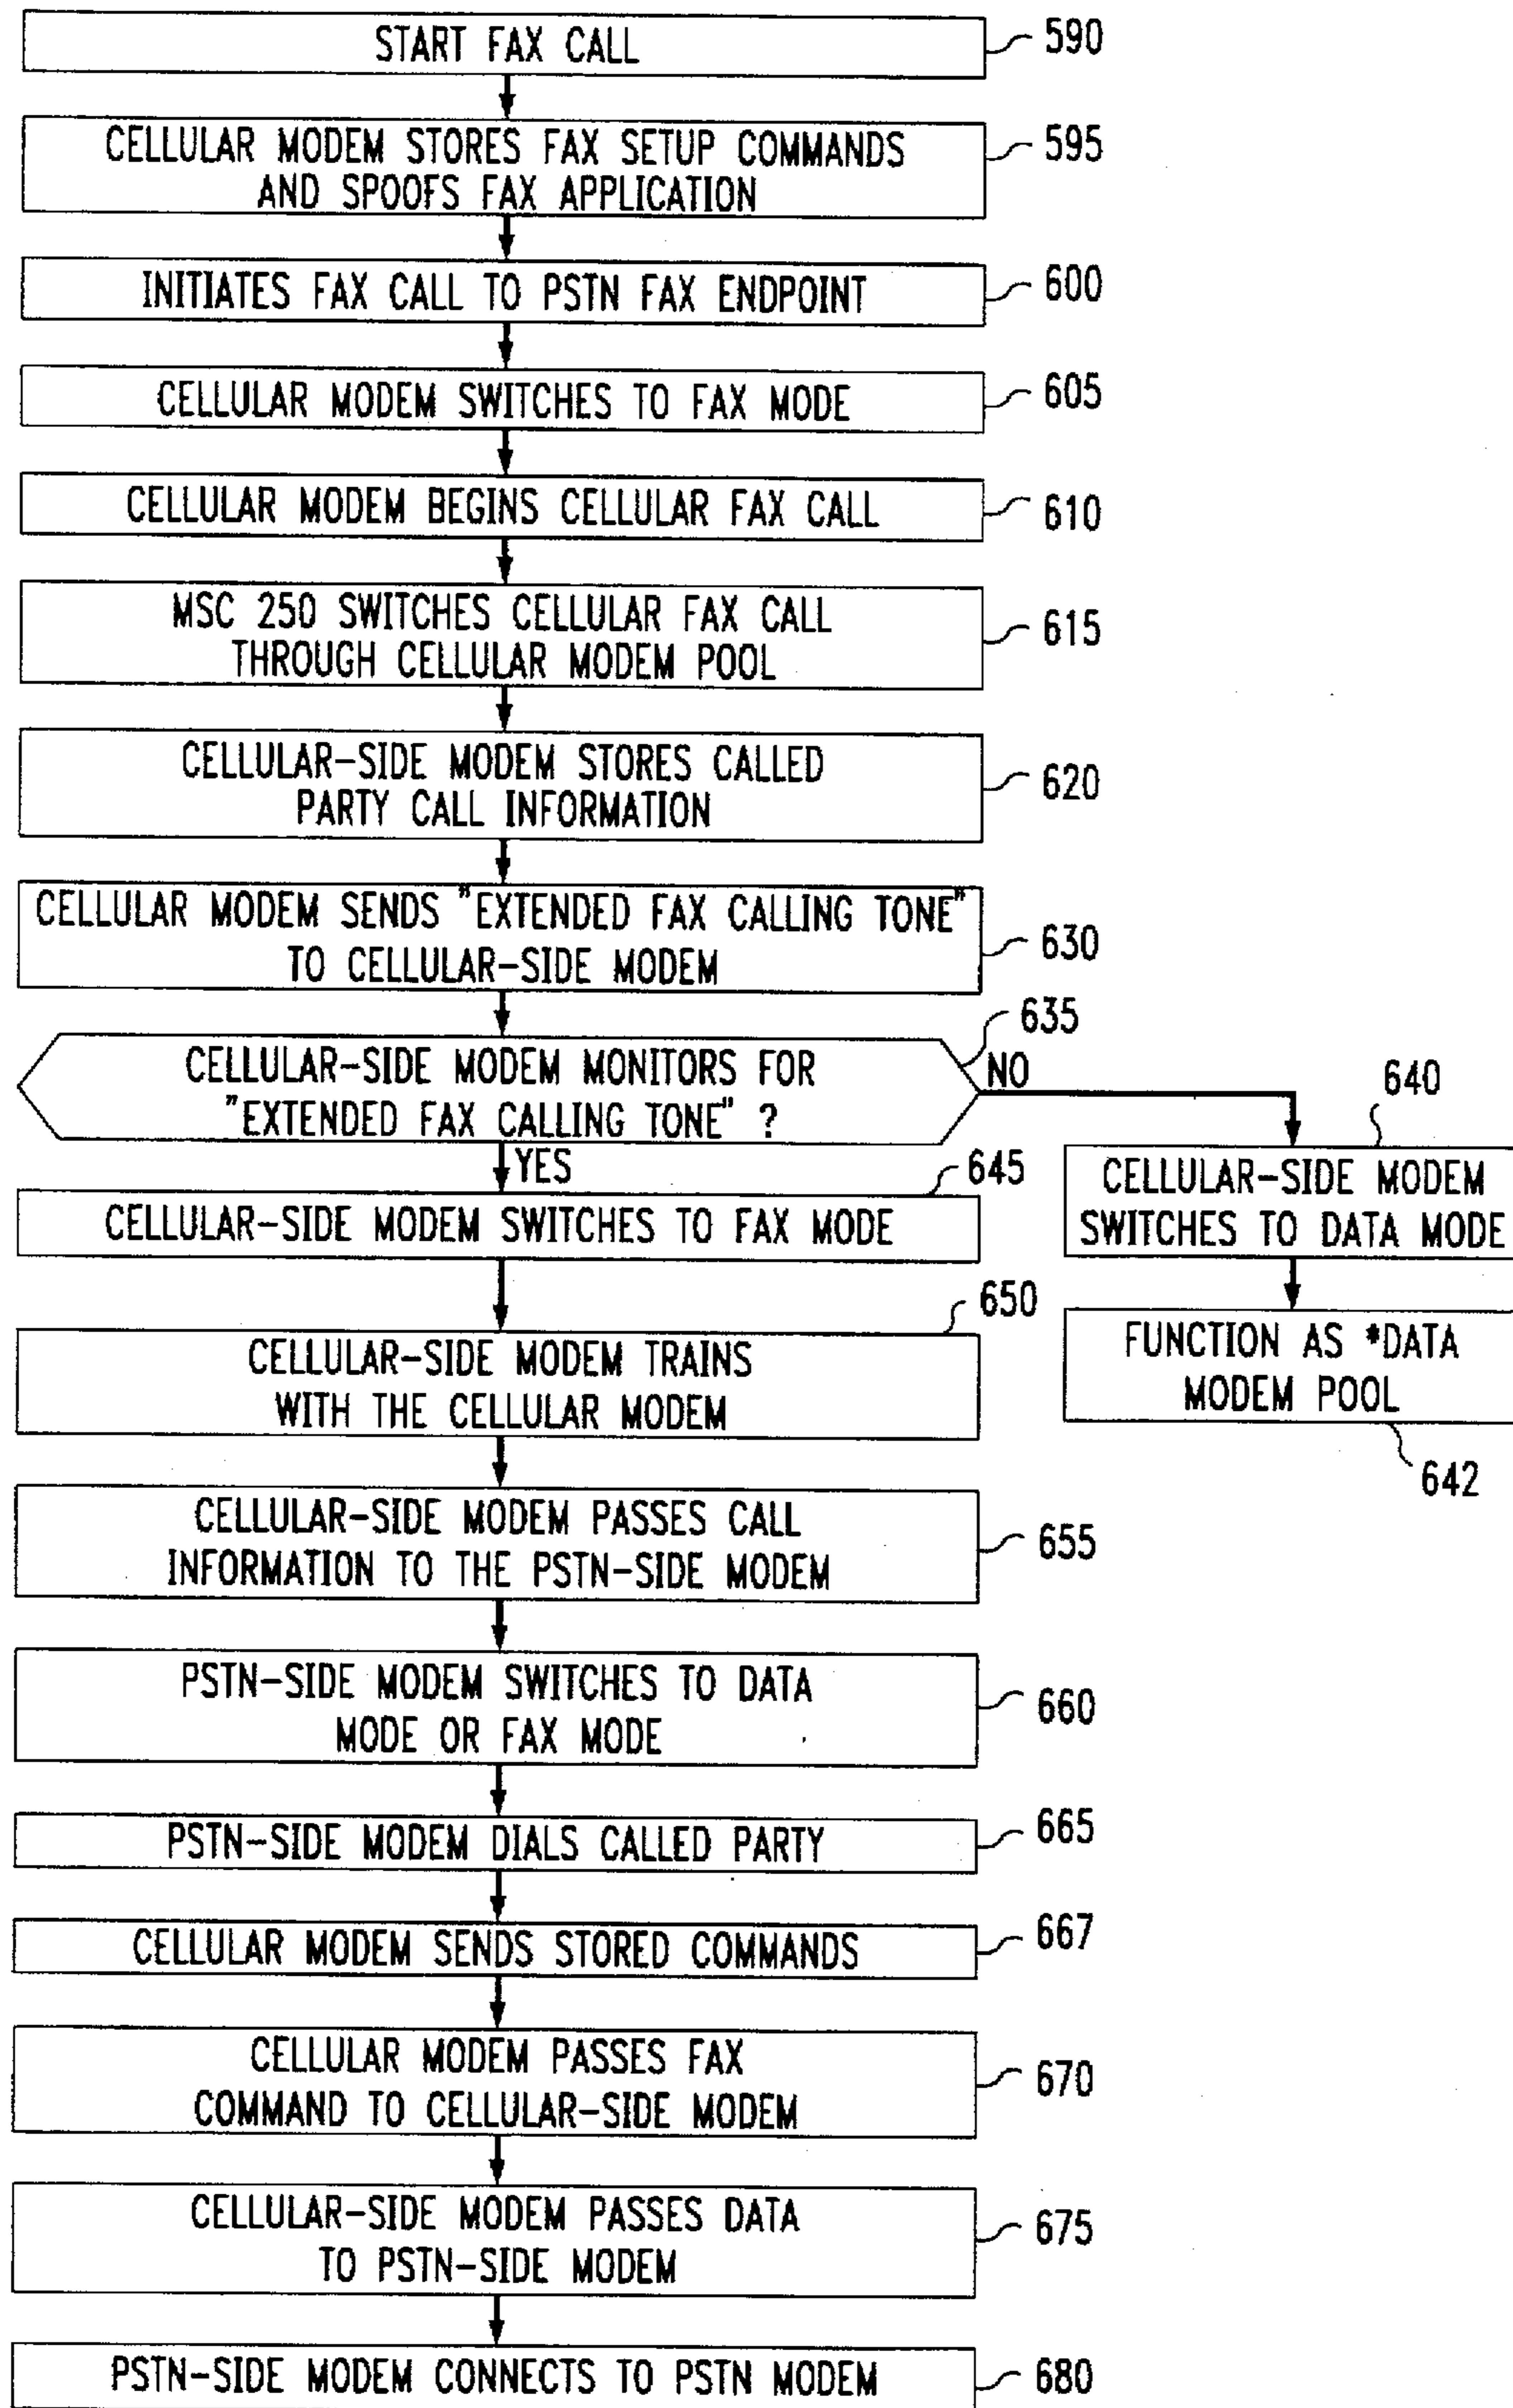 START FAX CALL
590
CELLULAR MODEM STORES FAX SETUP COMMANDS
AND SPOOFS FAX APPLICATION
595
INITIATES FAX CALL TO PSTN FAX ENDPOINT
600
CELLULAR MODEM SWITCHES TO FAX MODE
605
CELLULAR MODEM BEGINS CELLULAR FAX CALL
610
MSC 250 SWITCHES CELLULAR FAX CALL
THROUGH CELLULAR MODEM POOL
615
CELLULAR-SIDE MODEM STORES CALLED
PARTY CALL INFORMATION
620
CELLULAR MODEM SENDS "EXTENDED FAX CALLING TONE"
TO CELLULAR-SIDE MODEM
630
635
CELLULAR-SIDE MODEM MONITORS FOR
"EXTENDED FAX CALLING TONE" ?
NO
640
YES
645
CELLULAR-SIDE MODEM SWITCHES TO FAX MODE
CELLULAR-SIDE MODEM
SWITCHES TO DATA MODE
650
CELLULAR-SIDE MODEM TRAINS
WITH THE CELLULAR MODEM
FUNCTION AS *DATA
MODEM POOL
642
CELLULAR-SIDE MODEM PASSES CALL
INFORMATION TO THE PSTN-SIDE MODEM
655
PSTN-SIDE MODEM SWITCHES TO DATA
MODE OR FAX MODE
660
PSTN-SIDE MODEM DIALS CALLED PARTY
665
CELLULAR MODEM SENDS STORED COMMANDS
667
CELLULAR MODEM PASSES FAX
COMMAND TO CELLULAR-SIDE MODEM
670
CELLULAR-SIDE MODEM PASSES DATA
TO PSTN-SIDE MODEM
675
PSTN-SIDE MODEM CONNECTS TO PSTN MODEM
680